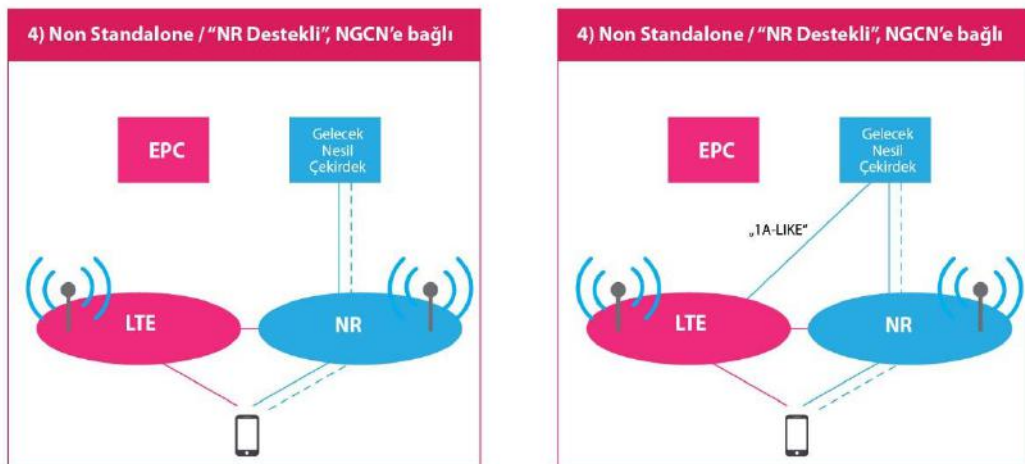 4) Non Standalone / “NR Destekli”, NGCN’e bağlı
EPC
Gelecek
Nesil
Çekirdek
LTE
NR
4) Non Standalone / “NR Destekli”, NGCN’e bağlı
EPC
Gelecek
Nesil
Çekirdek
„1A-LIKE“
LTE
NR